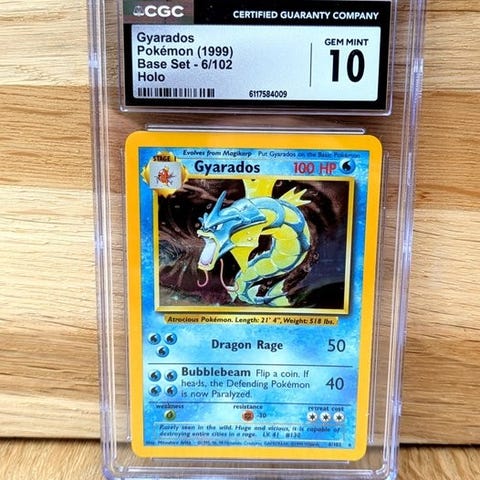 CGC CERTIFIED GUARANTY COMPANY
Gyarados
Pokémon (1999)
Base Set - 6/102
Holo
GEM MINT
10
6117584009
STAGE 1
Evolves from Magikarp Put Gyarados on the Basic Pokémon
Gyarados 100 HP
Atrocious Pokémon. Length: 21' 4", Weight: 518 lbs.
Dragon Rage 50
Bubblebeam Flip a coin. If
heads, the Defending Pokémon
is now Paralyzed.
40
weakness resistance retreat cost
-30
Rarely seen in the wild. Huge and vicious, it is capable of
destroying entire cities in a rage. LV. 41 #130
6/102